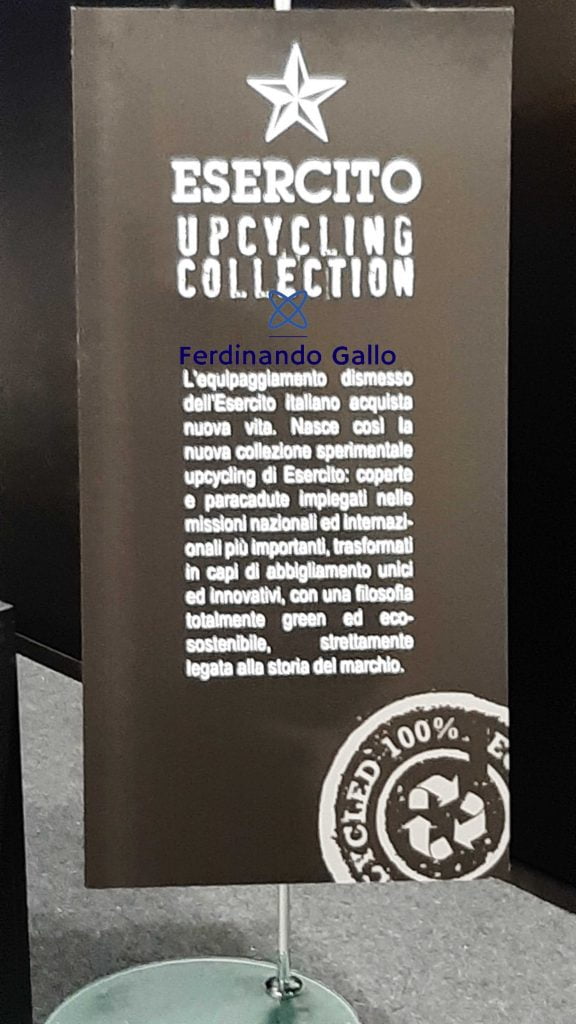 ESERCITO
UPCYCLING
COLLECTION
Ferdinando Gallo
L'equipaggiamento dismesso
dell'Esercito italiano acquista
nuova vita. Nasce così la
nuova collezione sperimentale
upcycling di Esercito: coperte
e paracadute impiegati nelle
missioni nazionali ed internazi-
onali più importanti, trasformati
in capi di abbigliamento unici
ed innovativi, con una filosofia
totalmente green ed eco-
sostenibile, strettamente
legata alla storia del marchio.
YCLED 100%. E